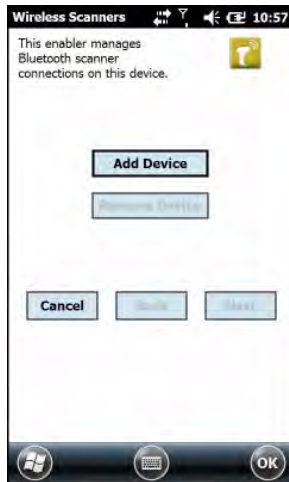 Wireless Scanners 10:57
This enabler manages
Bluetooth scanner
connections on this device.
Add Device
Remove Device
Cancel Back Next
OK